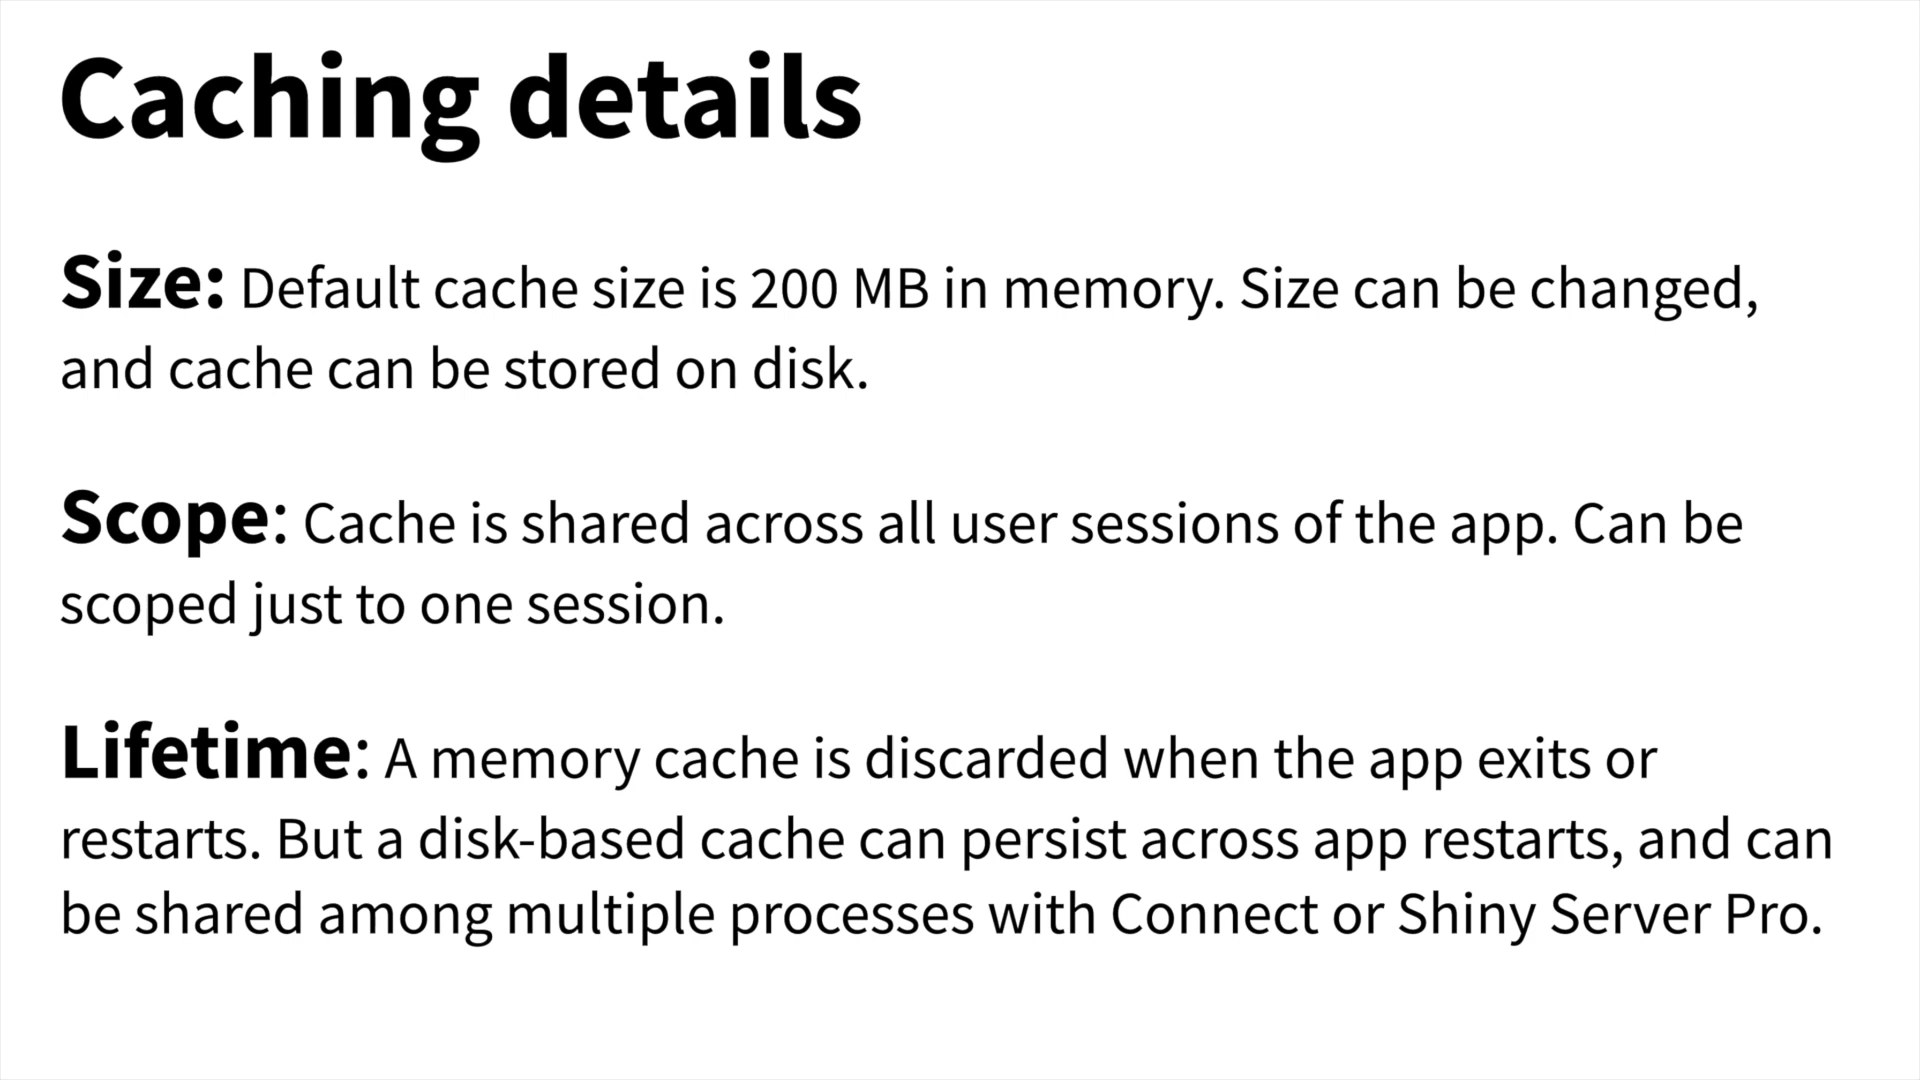 Caching details
Size: Default cache size is 200 MB in memory. Size can be changed,
and cache can be stored on disk.
Scope: Cache is shared across all user sessions of the app. Can be
scoped just to one session.
Lifetime: A memory cache is discarded when the app exits or
restarts. But a disk-based cache can persist across app restarts, and can
be shared among multiple processes with Connect or Shiny Server Pro.